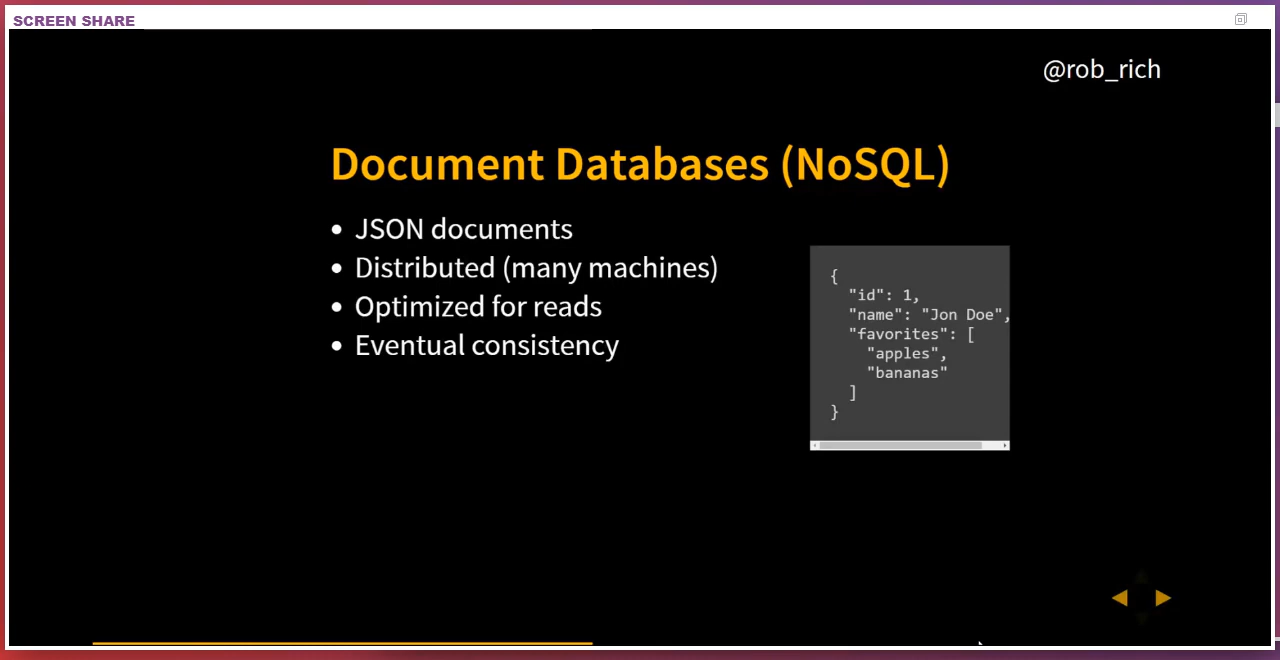 SCREEN SHARE
@rob_rich
Document Databases (NoSQL)
• JSON documents
• Distributed (many machines)
• Optimized for reads
• Eventual consistency
{
  "id": 1,
  "name": "Jon Doe",
  "favorites": [
    "apples",
    "bananas"
  ]
}